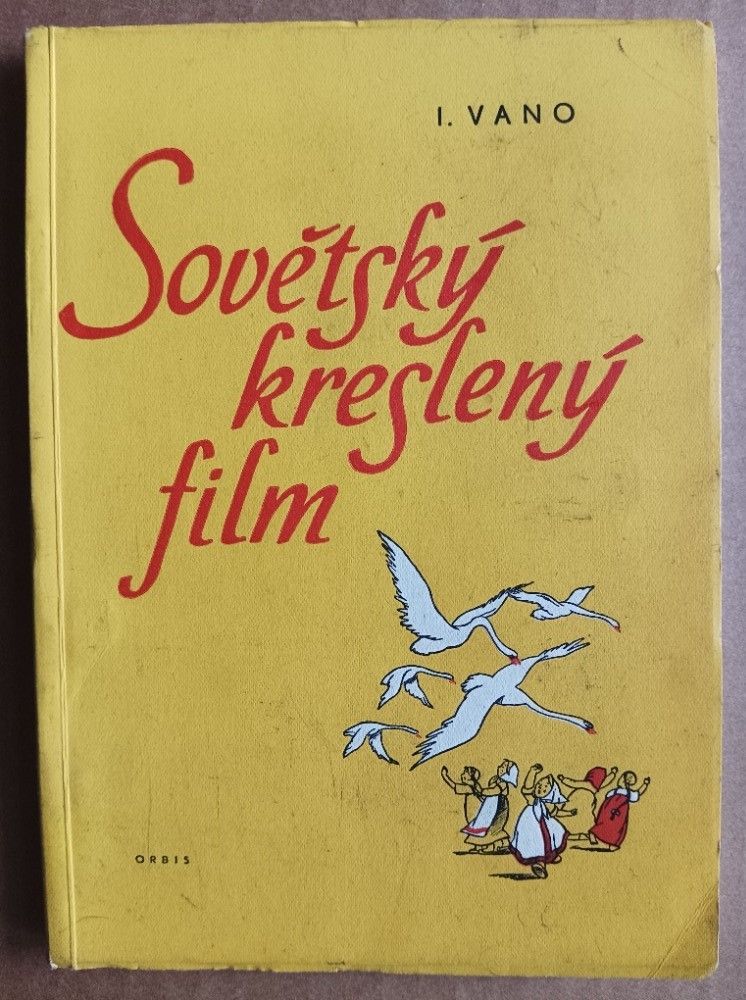 I. VANO
Sovětský
kreslený
film
ORBIS